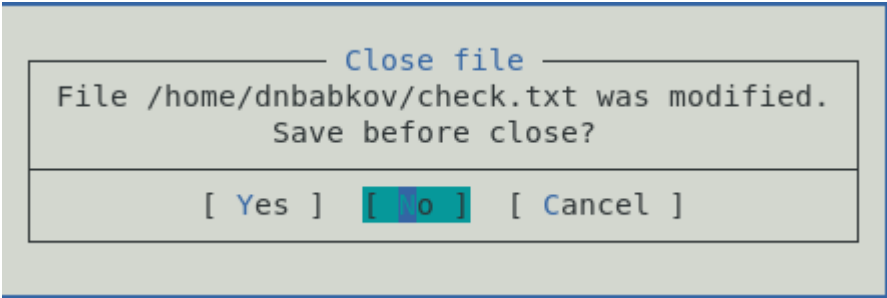 Close file
File /home/dnbabkov/check.txt was modified.
Save before close?
[ Yes ] [ No ] [ Cancel ]